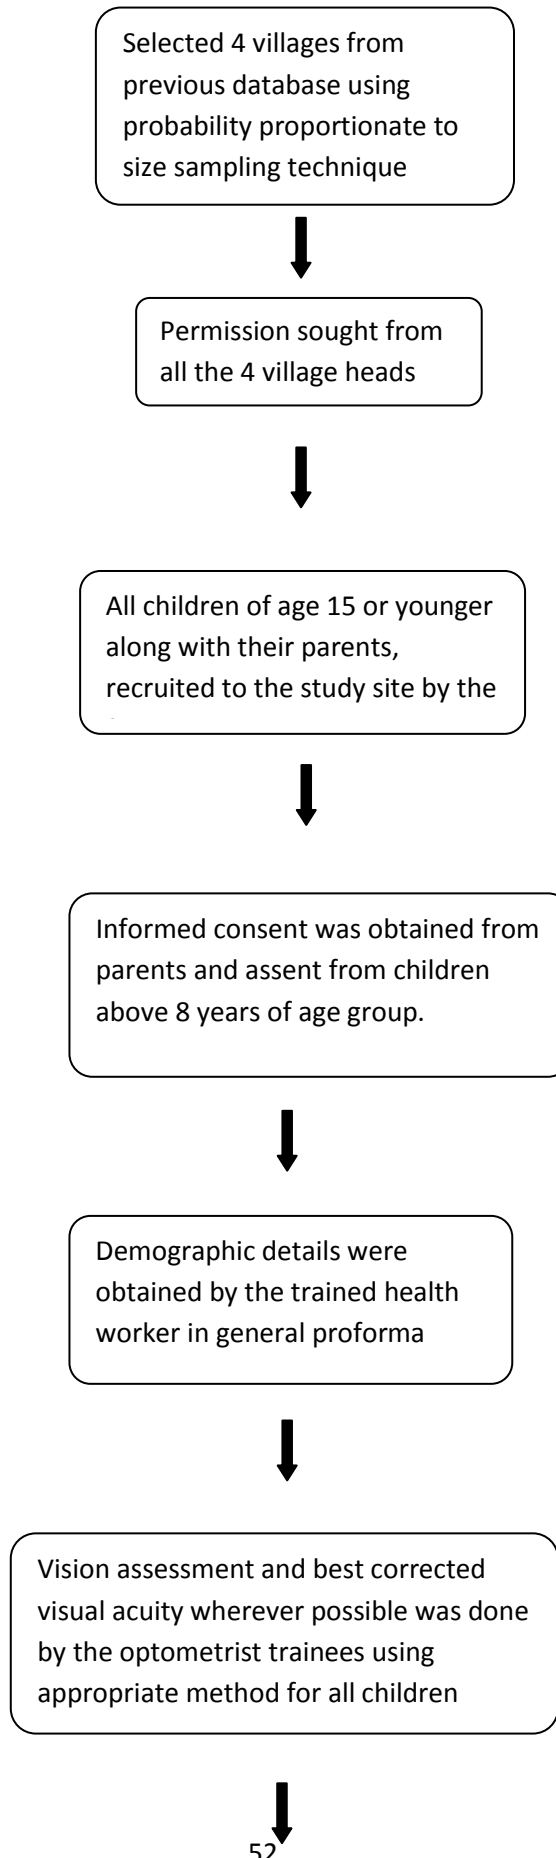 Selected 4 villages from
previous database using
probability proportionate to
size sampling technique
Permission sought from
all the 4 village heads
All children of age 15 or younger
along with their parents,
recruited to the study site by the
Informed consent was obtained from
parents and assent from children
above 8 years of age group.
Demographic details were
obtained by the trained health
worker in general proforma
Vision assessment and best corrected
visual acuity wherever possible was done
by the optometrist trainees using
appropriate method for all children
52